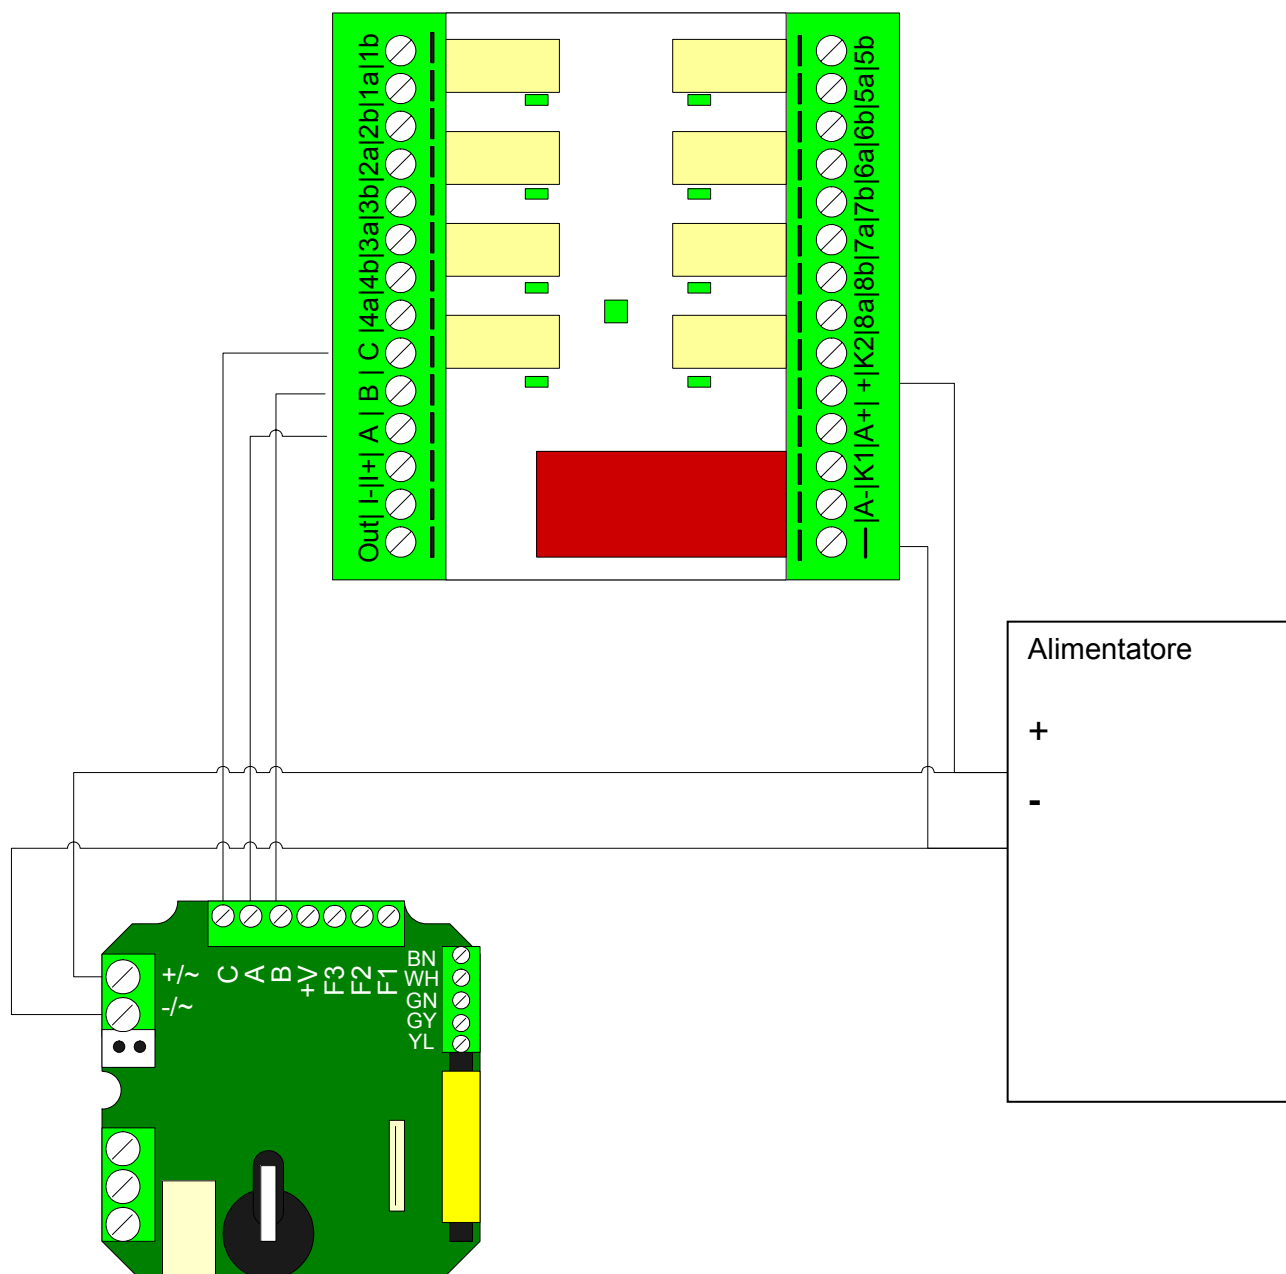 Out| I-|I+| A | B | C |4a|4b|3a|3b|2a|2b|1a|1b
—|A-|K1|A+| +|K2|8a|8b|7a|7b|6a|6b|5a|5b
Alimentatore
+
-
+/~
-/~
C
A
B
+V
F3
F2
F1
BN
WH
GN
GY
YL